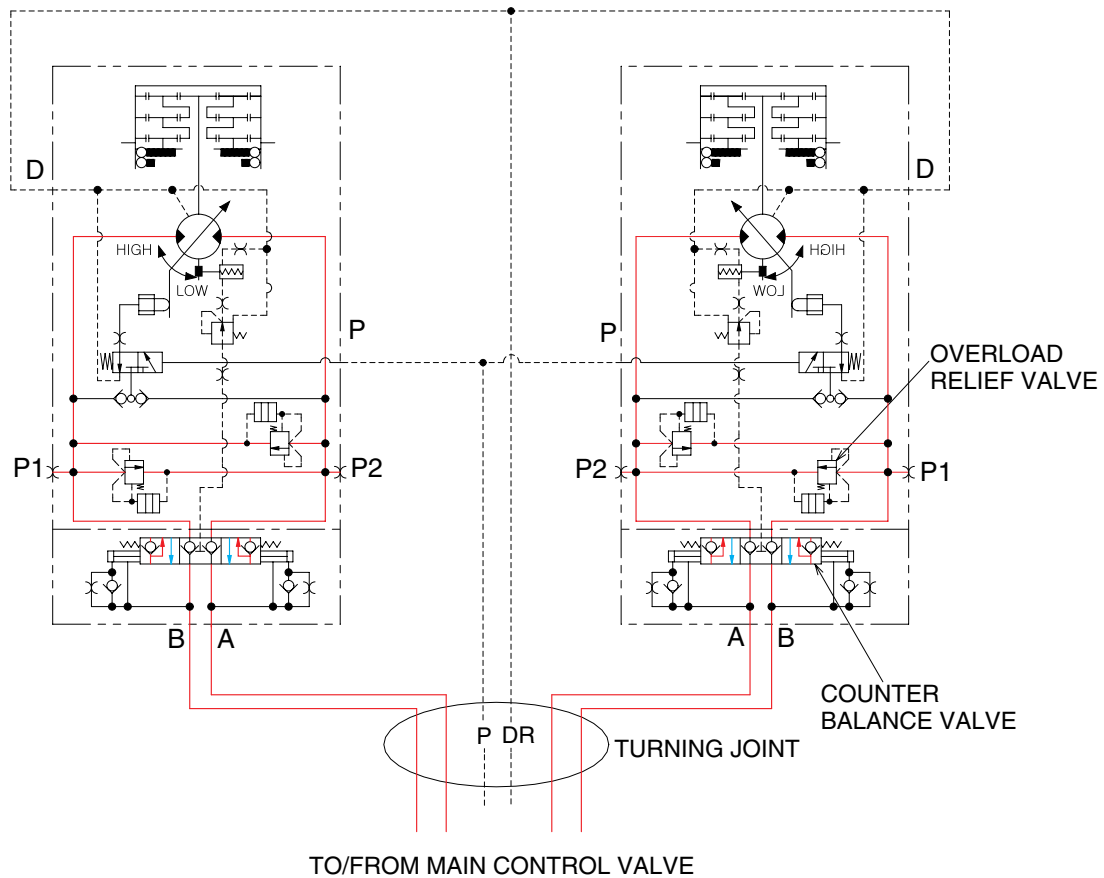 D
D
HIGH
HIGH
LOW
LOW
P
P
OVERLOAD
RELIEF VALVE
P1
P2
P2
P1
B
A
A
B
COUNTER
BALANCE VALVE
P
DR
TURNING JOINT
TO/FROM MAIN CONTROL VALVE